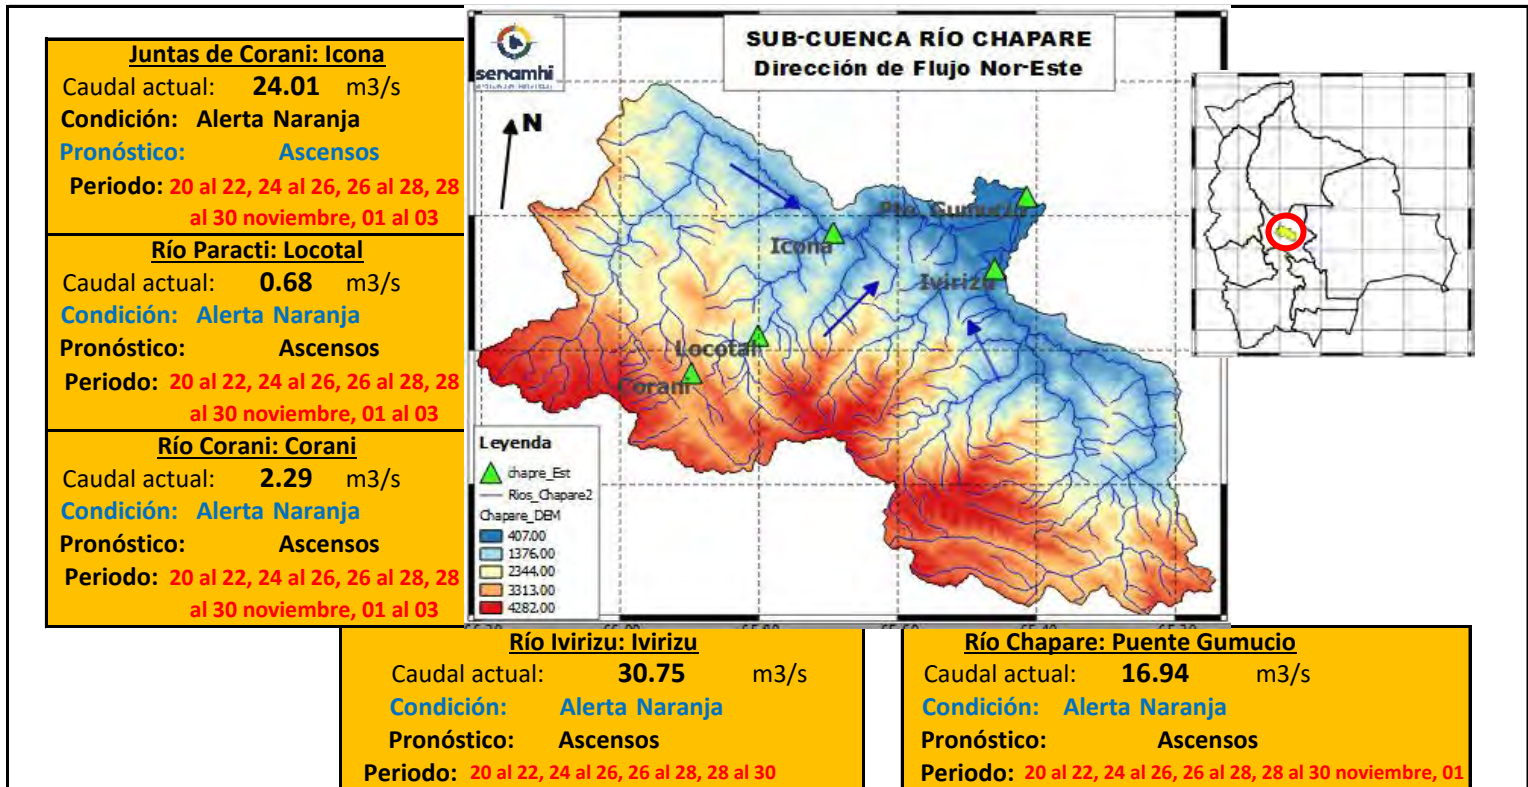 Juntas de Corani: Icona
Caudal actual: 24.01 m3/s
Condición: Alerta Naranja
Pronóstico: Ascensos
Periodo: 20 al 22, 24 al 26, 26 al 28, 28
al 30 noviembre, 01 al 03
Río Paracti: Locotal
Caudal actual: 0.68 m3/s
Condición: Alerta Naranja
Pronóstico: Ascensos
Periodo: 20 al 22, 24 al 26, 26 al 28, 28
al 30 noviembre, 01 al 03
Río Corani: Corani
Caudal actual: 2.29 m3/s
Condición: Alerta Naranja
Pronóstico: Ascensos
Periodo: 20 al 22, 24 al 26, 26 al 28, 28
al 30 noviembre, 01 al 03
senamhi
SUB-CUENCA RÍO CHAPARE
Dirección de Flujo Nor-Este
N
Pto. Gumucio
Icona
Ivirizu
Locotal
Corani
Leyenda
chapre_Est
Rios_Chapare2
Chapare_DEM
407.00
1376.00
2344.00
3313.00
4282.00
Río Ivirizu: Ivirizu
Caudal actual: 30.75 m3/s
Condición: Alerta Naranja
Pronóstico: Ascensos
Periodo: 20 al 22, 24 al 26, 26 al 28, 28 al 30
Río Chapare: Puente Gumucio
Caudal actual: 16.94 m3/s
Condición: Alerta Naranja
Pronóstico: Ascensos
Periodo: 20 al 22, 24 al 26, 26 al 28, 28 al 30 noviembre, 01